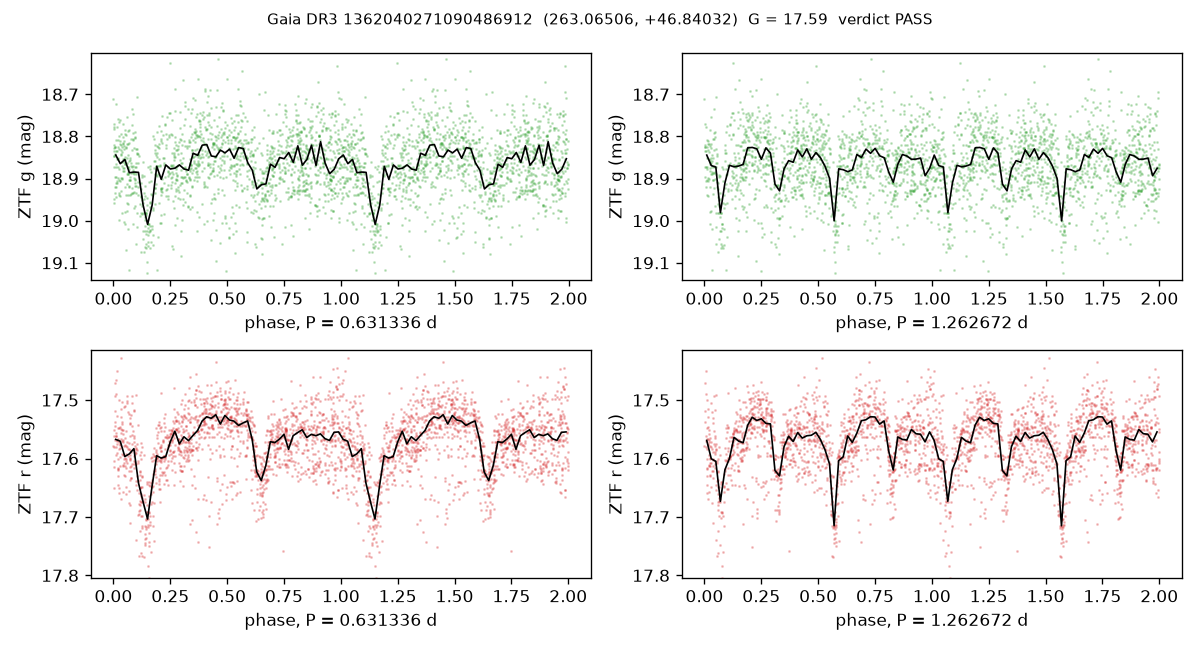 Gaia DR3 1362040271090486912 (263.06506, +46.84032) G = 17.59 verdict PASS
ZTF g (mag)
18.7
18.8
18.9
19.0
19.1
0.00 0.25 0.50 0.75 1.00 1.25 1.50 1.75 2.00
phase, P = 0.631336 d
ZTF g (mag)
18.7
18.8
18.9
19.0
19.1
0.00 0.25 0.50 0.75 1.00 1.25 1.50 1.75 2.00
phase, P = 1.262672 d
ZTF r (mag)
17.5
17.6
17.7
17.8
0.00 0.25 0.50 0.75 1.00 1.25 1.50 1.75 2.00
phase, P = 0.631336 d
ZTF r (mag)
17.5
17.6
17.7
17.8
0.00 0.25 0.50 0.75 1.00 1.25 1.50 1.75 2.00
phase, P = 1.262672 d